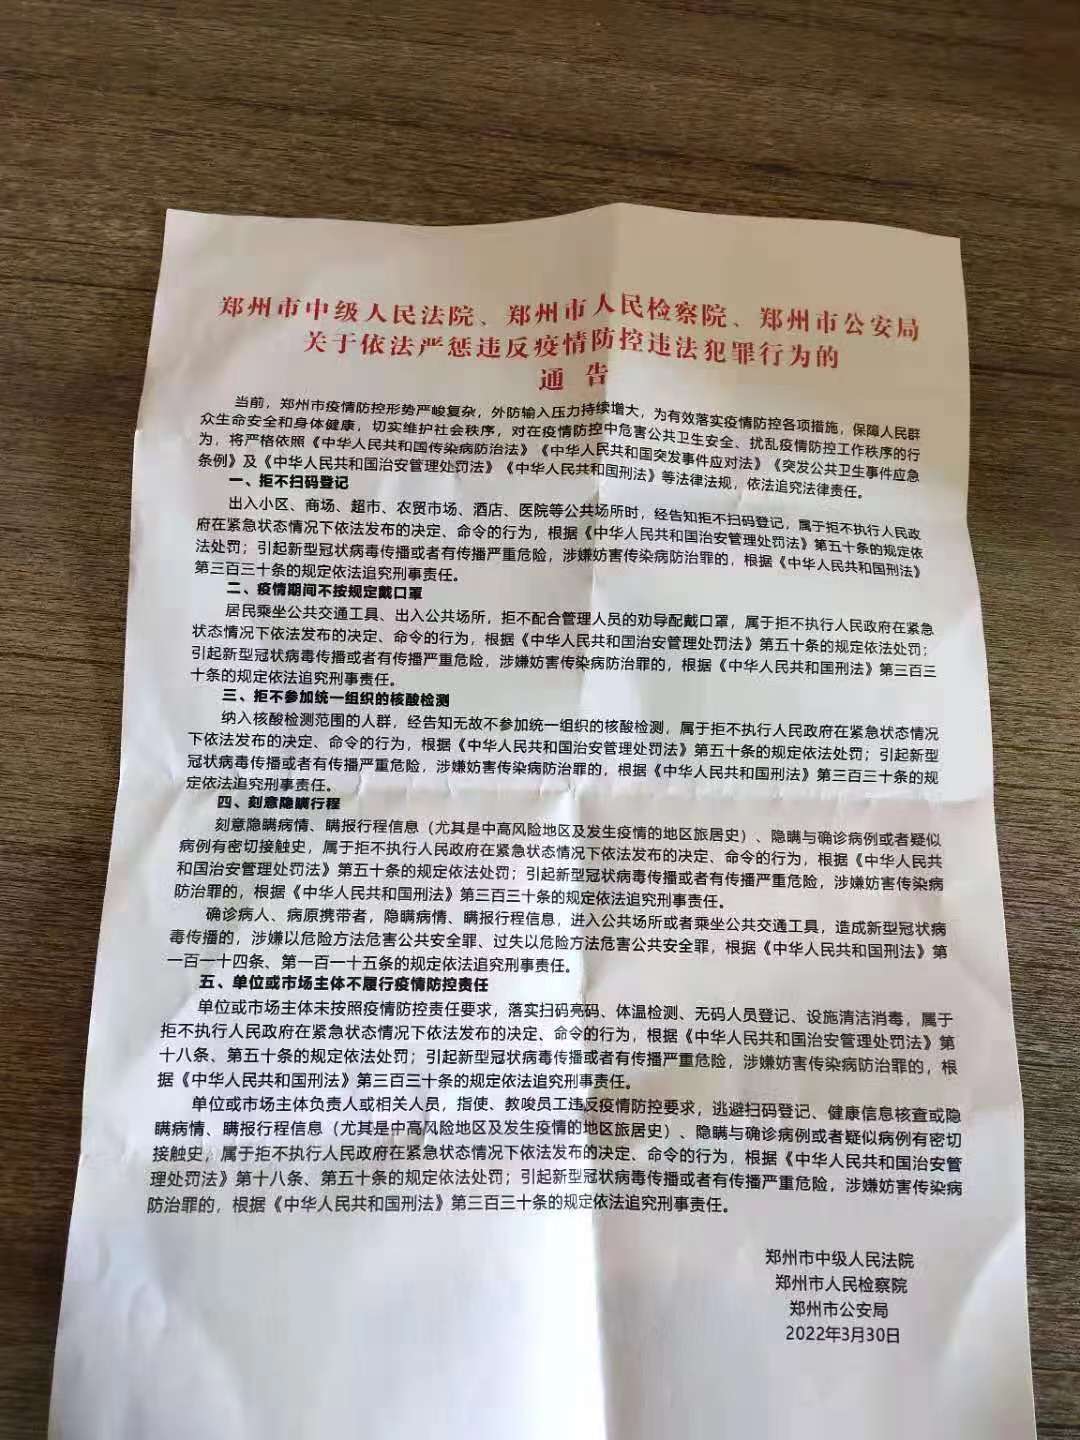 郑州市中级人民法院、郑州市人民检察院、郑州市公安局
关于依法严惩违反疫情防控违法犯罪行为的
通 告
当前，郑州市疫情防控形势严峻复杂，外防输入压力持续增大，为有效落实疫情防控各项措施，保障人民群
众生命安全和身体健康，切实维护社会秩序，对在疫情防控中危害公共卫生安全、扰乱疫情防控工作秩序的行
为，将严格依照《中华人民共和国传染病防治法》《中华人民共和国突发事件应对法》《突发公共卫生事件应急
条例》及《中华人民共和国治安管理处罚法》《中华人民共和国刑法》等法律法规，依法追究法律责任。
一、拒不扫码登记
出入小区、商场、超市、农贸市场、酒店、医院等公共场所时，经告知拒不扫码登记，属于拒不执行人民政
府在紧急状态情况下依法发布的决定、命令的行为，根据《中华人民共和国治安管理处罚法》第五十条的规定依
法处罚；引起新型冠状病毒传播或者有传播严重危险，涉嫌妨害传染病防治罪的，根据《中华人民共和国刑法》
第三百三十条的规定依法追究刑事责任。
二、疫情期间不按规定戴口罩
居民乘坐公共交通工具、出入公共场所，拒不配合管理人员的劝导配戴口罩，属于拒不执行人民政府在紧急
状态情况下依法发布的决定、命令的行为，根据《中华人民共和国治安管理处罚法》第五十条的规定依法处罚；
引起新型冠状病毒传播或者有传播严重危险，涉嫌妨害传染病防治罪的，根据《中华人民共和国刑法》第三百三
十条的规定依法追究刑事责任。
三、拒不参加统一组织的核酸检测
纳入核酸检测范围的人群，经告知无故不参加统一组织的核酸检测，属于拒不执行人民政府在紧急状态情况
下依法发布的决定、命令的行为，根据《中华人民共和国治安管理处罚法》第五十条的规定依法处罚；引起新型
冠状病毒传播或者有传播严重危险，涉嫌妨害传染病防治罪的，根据《中华人民共和国刑法》第三百三十条的规
定依法追究刑事责任。
四、刻意隐瞒行程
刻意隐瞒病情、瞒报行程信息（尤其是中高风险地区及发生疫情的地区旅居史）、隐瞒与确诊病例或者疑似
病例有密切接触史，属于拒不执行人民政府在紧急状态情况下依法发布的决定、命令的行为，根据《中华人民共
和国治安管理处罚法》第五十条的规定依法处罚；引起新型冠状病毒传播或者有传播严重危险，涉嫌妨害传染病
防治罪的，根据《中华人民共和国刑法》第三百三十条的规定依法追究刑事责任。
确诊病人、病原携带者，隐瞒病情、瞒报行程信息，进入公共场所或者乘坐公共交通工具，造成新型冠状病
毒传播的，涉嫌以危险方法危害公共安全罪、过失以危险方法危害公共安全罪，根据《中华人民共和国刑法》第
一百一十四条、第一百一十五条的规定依法追究刑事责任。
五、单位或市场主体不履行疫情防控责任
单位或市场主体未按照疫情防控责任要求，落实扫码亮码、体温检测、无码人员登记、设施清洁消毒，属于
拒不执行人民政府在紧急状态情况下依法发布的决定、命令的行为，根据《中华人民共和国治安管理处罚法》第
十八条、第五十条的规定依法处罚；引起新型冠状病毒传播或者有传播严重危险，涉嫌妨害传染病防治罪的，根
据《中华人民共和国刑法》第三百三十条的规定依法追究刑事责任。
单位或市场主体负责人或相关人员，指使、教唆员工违反疫情防控要求，逃避扫码登记、健康信息核查或隐
瞒病情、瞒报行程信息（尤其是中高风险地区及发生疫情的地区旅居史）、隐瞒与确诊病例或者疑似病例有密切
接触史，属于拒不执行人民政府在紧急状态情况下依法发布的决定、命令的行为，根据《中华人民共和国治安管
理处罚法》第十八条、第五十条的规定依法处罚；引起新型冠状病毒传播或者有传播严重危险，涉嫌妨害传染病
防治罪的，根据《中华人民共和国刑法》第三百三十条的规定依法追究刑事责任。
郑州市中级人民法院
郑州市人民检察院
郑州市公安局
2022年3月30日